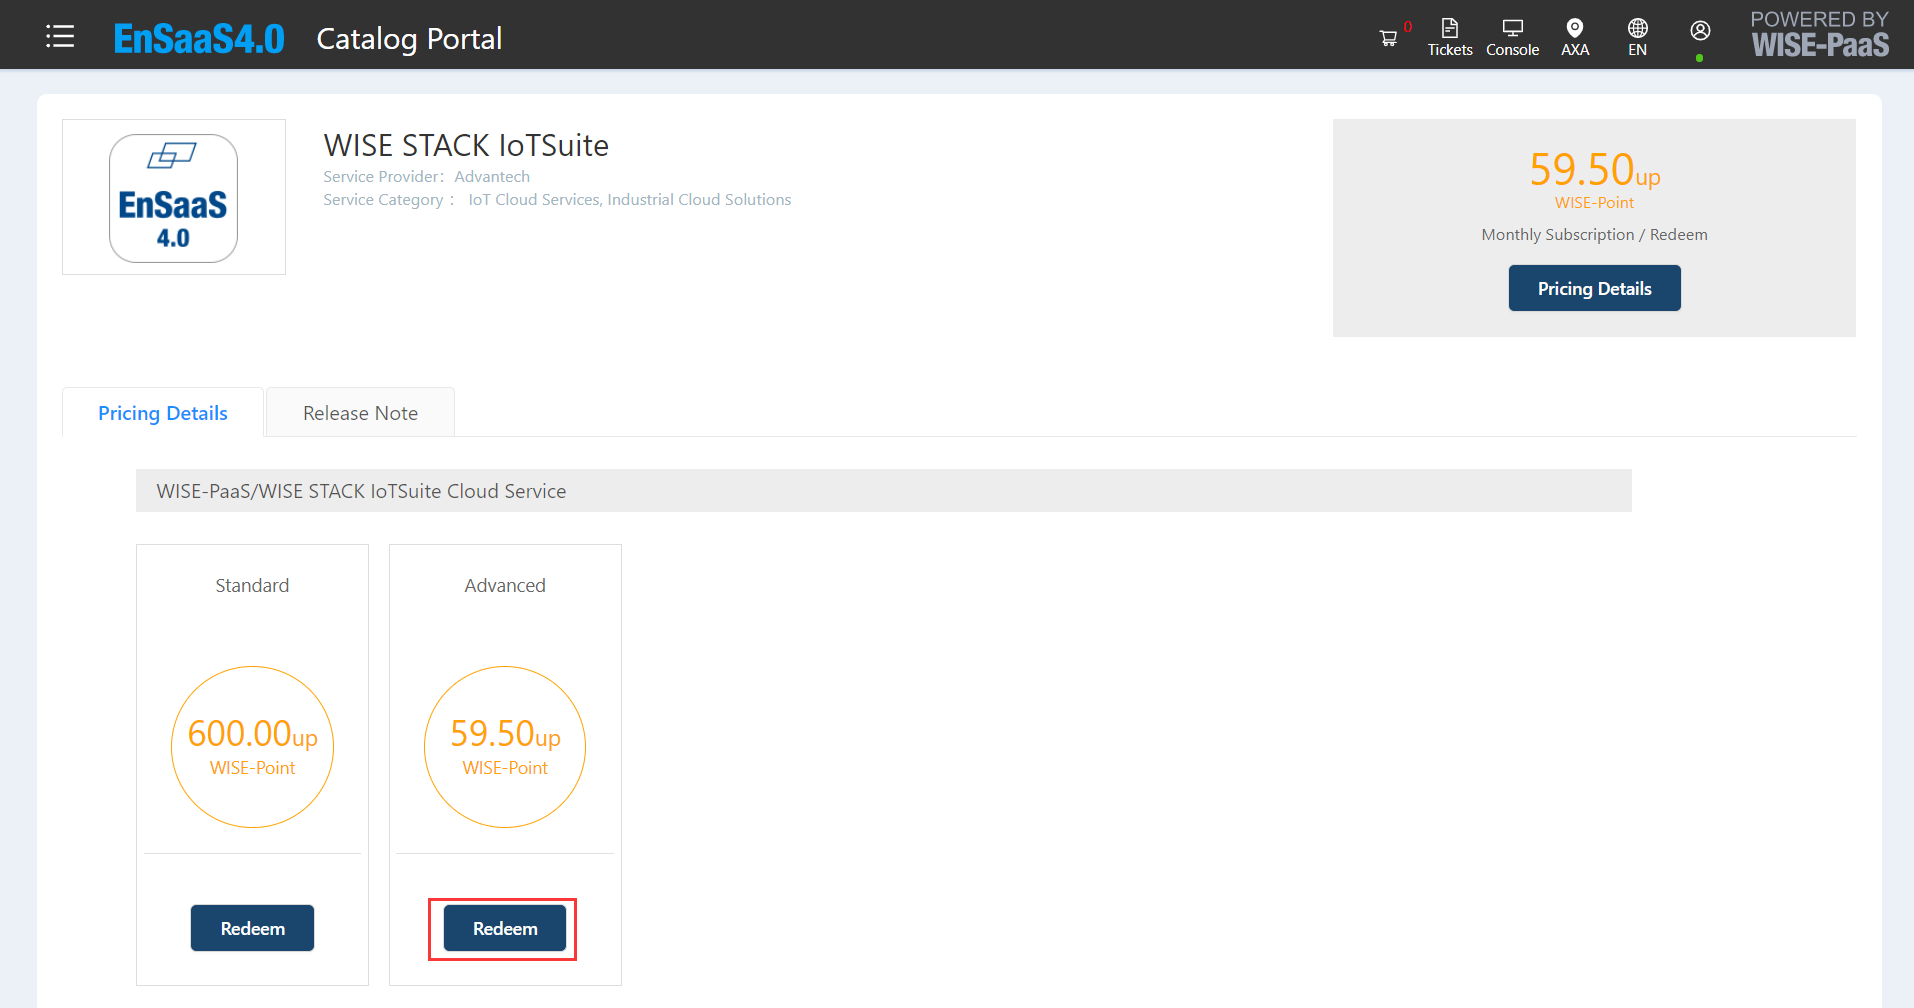 EnSaaS4.0 Catalog Portal
0
Tickets Console AXA EN
POWERED BY
WISE-PaaS
EnSaaS
4.0
WISE STACK IoTSuite
Service Provider: Advantech
Service Category : IoT Cloud Services, Industrial Cloud Solutions
59.50up
WISE-Point
Monthly Subscription / Redeem
Pricing Details
Pricing Details Release Note
WISE-PaaS/WISE STACK IoTSuite Cloud Service
Standard
600.00up
WISE-Point
Redeem
Advanced
59.50up
WISE-Point
Redeem